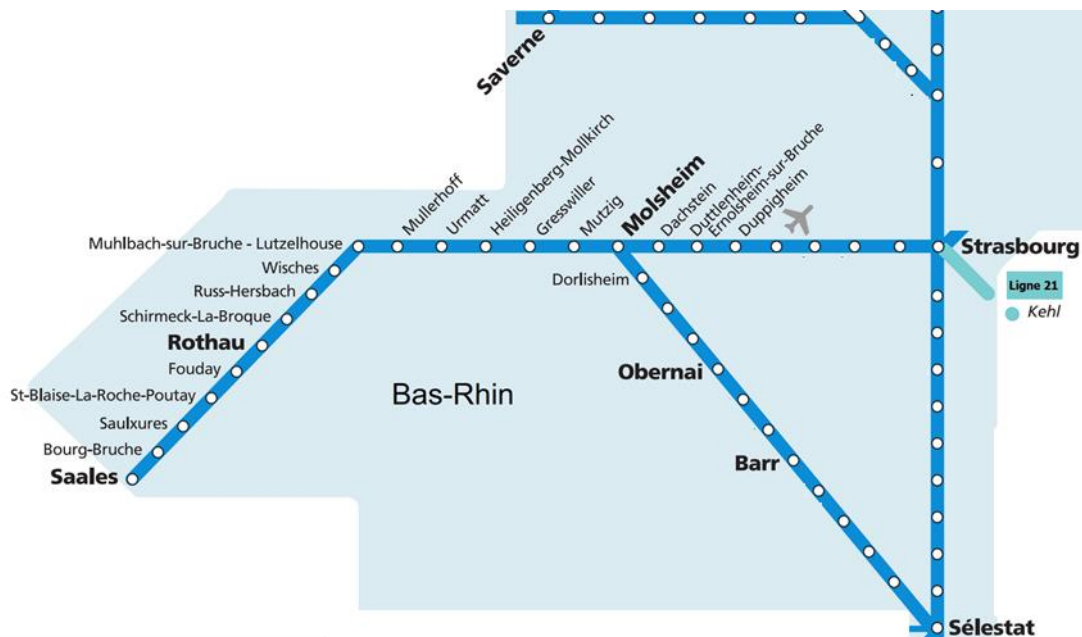 Saverne
Mullerhoff
Urmatt
Heiligenberg-Mollkirch
Gresswiller
Mutzig
Molsheim
Dachstein
Duttlenheim-
Ernolsheim-sur-Bruche
Duppigheim
Muhlbach-sur-Bruche - Lutzelhouse
Strasbourg
Wisches
Dorlisheim
Russ-Hersbach
Ligne 21
Kehl
Schirmeck-La-Broque
Rothau
Fouday
Obernai
St-Blaise-La-Roche-Poutay
Bas-Rhin
Saulxures
Bourg-Bruche
Barr
Saales
Sélestat